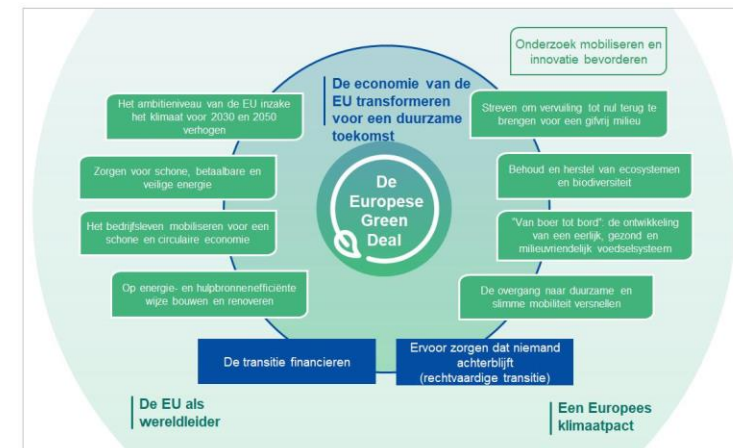 Onderzoek mobiliseren en
innovatie bevorderen
De economie van de
EU transformeren
voor een duurzame
toekomst
Het ambitieniveau van de EU inzake
het klimaat voor 2030 en 2050
verhogen
Zorgen voor schone, betaalbare en
veilige energie
Het bedrijfsleven mobiliseren voor een
schone en circulaire economie
Op energie- en hulpbronnenefficiënte
wijze bouwen en renoveren
De
Europese
Green
Deal
Streven om vervuiling tot nul terug te
brengen voor een gifvrij milieu
Behoud en herstel van ecosystemen
en biodiversiteit
"Van boer tot bord": de ontwikkeling
van een eerlijk, gezond en
milieuvriendelijk voedselsysteem
De overgang naar duurzame en
slimme mobiliteit versnellen
De transitie financieren
Ervoor zorgen dat niemand
achterblijft
(rechtvaardige transitie)
De EU als
wereldleider
Een Europees
klimaatpact